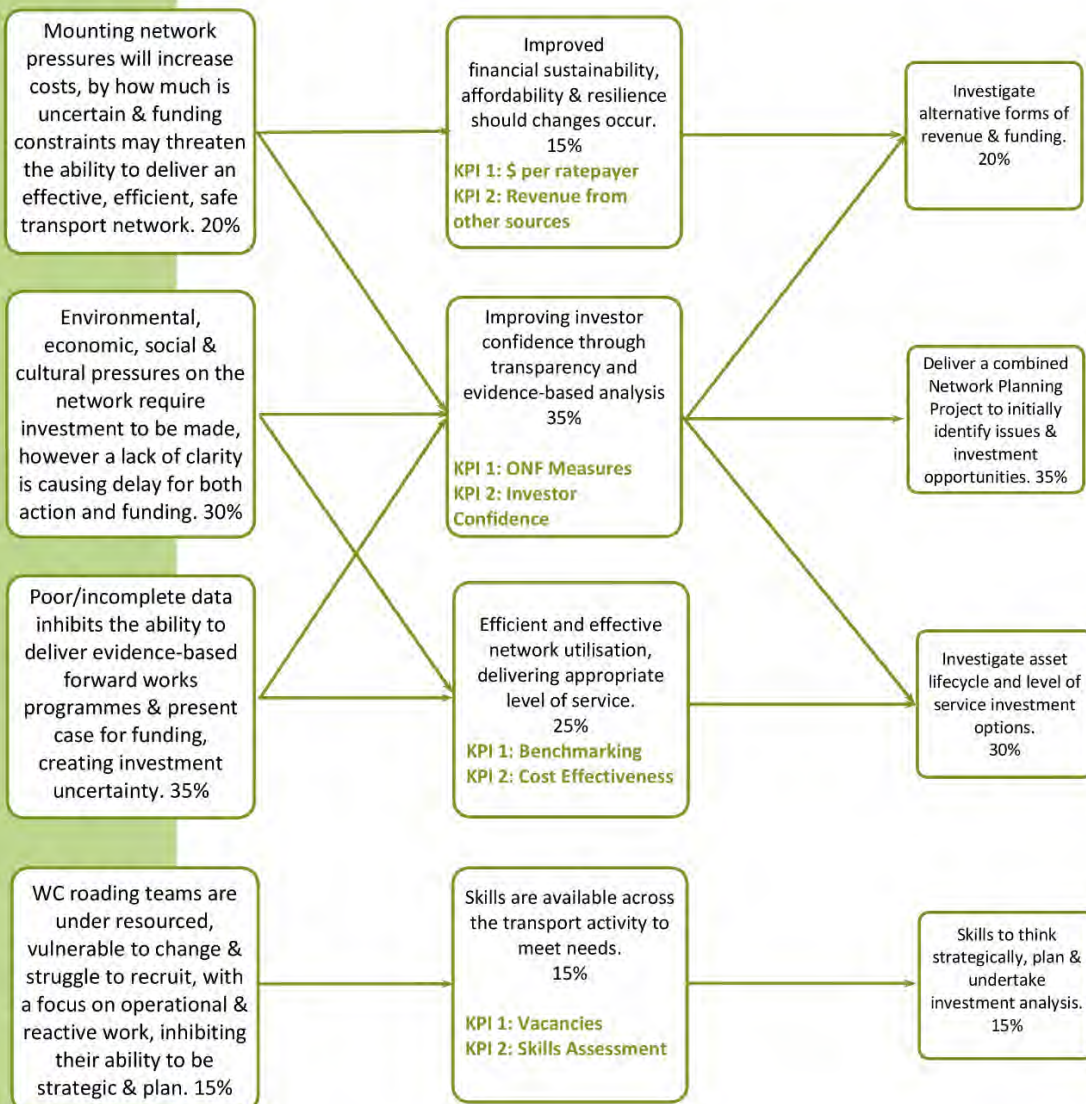 Mounting network
pressures will increase
costs, by how much is
uncertain & funding
constraints may threaten
the ability to deliver an
effective, efficient, safe
transport network. 20%
Environmental,
economic, social &
cultural pressures on the
network require
investment to be made,
however a lack of clarity
is causing delay for both
action and funding. 30%
Poor/incomplete data
inhibits the ability to
deliver evidence-based
forward works
programmes & present
case for funding,
creating investment
uncertainty. 35%
WC roading teams are
under resourced,
vulnerable to change &
struggle to recruit, with
a focus on operational &
reactive work, inhibiting
their ability to be
strategic & plan. 15%
Improved
financial sustainability,
affordability & resilience
should changes occur.
15%
KPI 1: $ per ratepayer
KPI 2: Revenue from
other sources
Improving investor
confidence through
transparency and
evidence-based analysis
35%
KPI 1: ONF Measures
KPI 2: Investor
Confidence
Efficient and effective
network utilisation,
delivering appropriate
level of service.
25%
KPI 1: Benchmarking
KPI 2: Cost Effectiveness
Skills are available across
the transport activity to
meet needs.
15%
KPI 1: Vacancies
KPI 2: Skills Assessment
Investigate
alternative forms of
revenue & funding.
20%
Deliver a combined
Network Planning
Project to initially
identify issues &
investment
opportunities. 35%
Investigate asset
lifecycle and level of
service investment
options.
30%
Skills to think
strategically, plan &
undertake
investment analysis.
15%